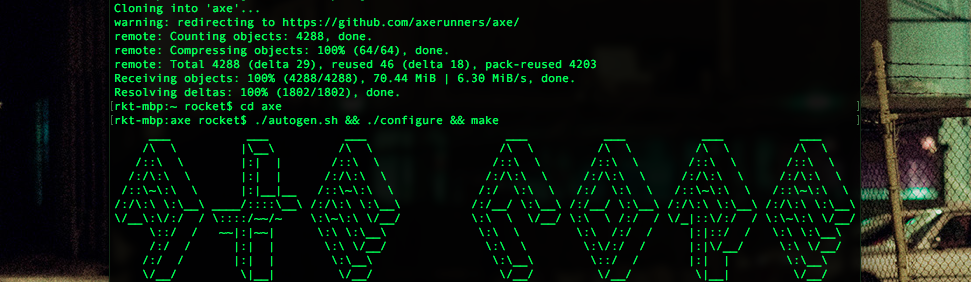 Cloning into 'axe'...
warning: redirecting to https://github.com/axerunners/axe/
remote: Counting objects: 4288, done.
remote: Compressing objects: 100% (64/64), done.
remote: Total 4288 (delta 29), reused 46 (delta 18), pack-reused 4203
Receiving objects: 100% (4288/4288), 70.44 MiB | 6.30 MiB/s, done.
Resolving deltas: 100% (1802/1802), done.
[rkt-mbp:~ rocket$ cd axe ]
[rkt-mbp:axe rocket$ ./autogen.sh && ./configure && make
AXE CORE